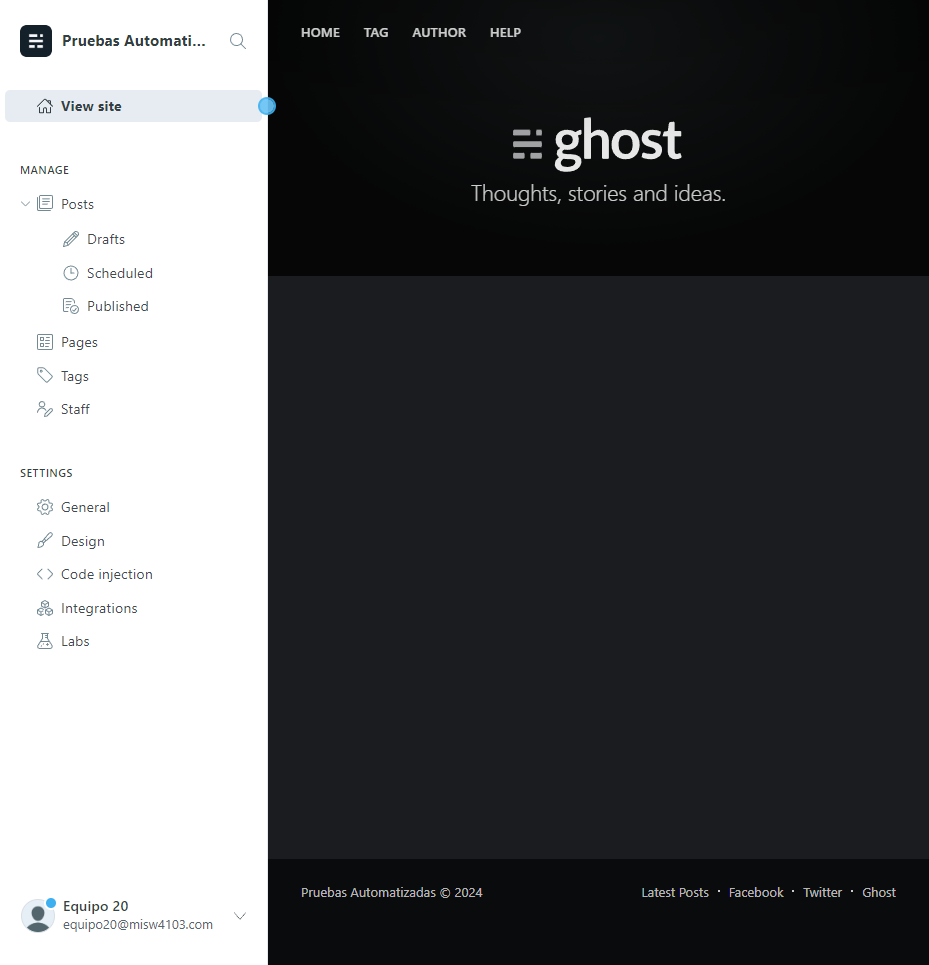 Pruebas Automati...
View site
MANAGE
Posts
Drafts
Scheduled
Published
Pages
Tags
Staff
SETTINGS
General
Design
Code injection
Integrations
Labs
Equipo 20
equipo20@misw4103.com
HOME TAG AUTHOR HELP
ghost
Thoughts, stories and ideas.
Pruebas Automatizadas © 2024
Latest Posts · Facebook · Twitter · Ghost